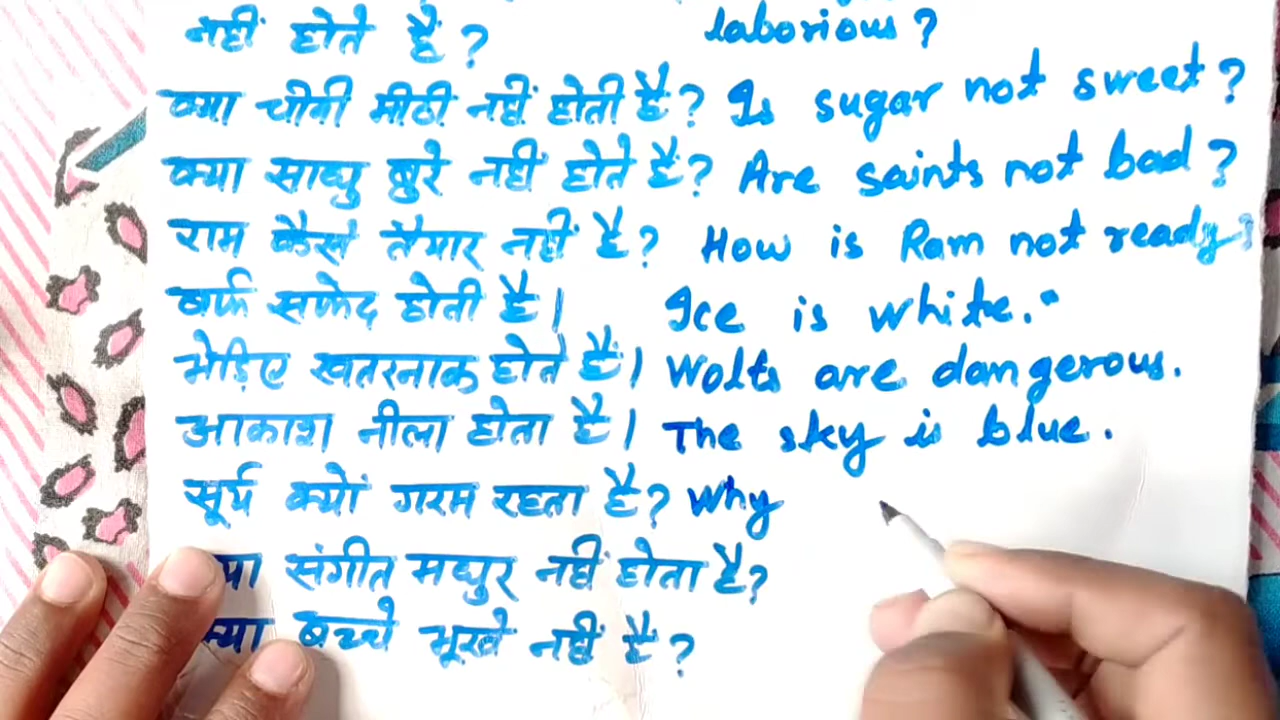 नहीं होते है? laborious?
क्या चीनी मीठी नहीं होती है? Is sugar not sweet?
क्या साधु बुरे नहीं होते है? Are saints not bad?
राम कैसे तैयार नहीं है? How is Ram not ready?
बर्फ सफेद होती है। Ice is white.
भेड़िए खतरनाक होते है। Wolts are dangerous.
आकाश नीला होता है। The sky is blue.
सूर्य क्यों गरम रहता है? Why
संगीत मधुर नहीं होता है?
क्या बच्चे भूखे नहीं है?